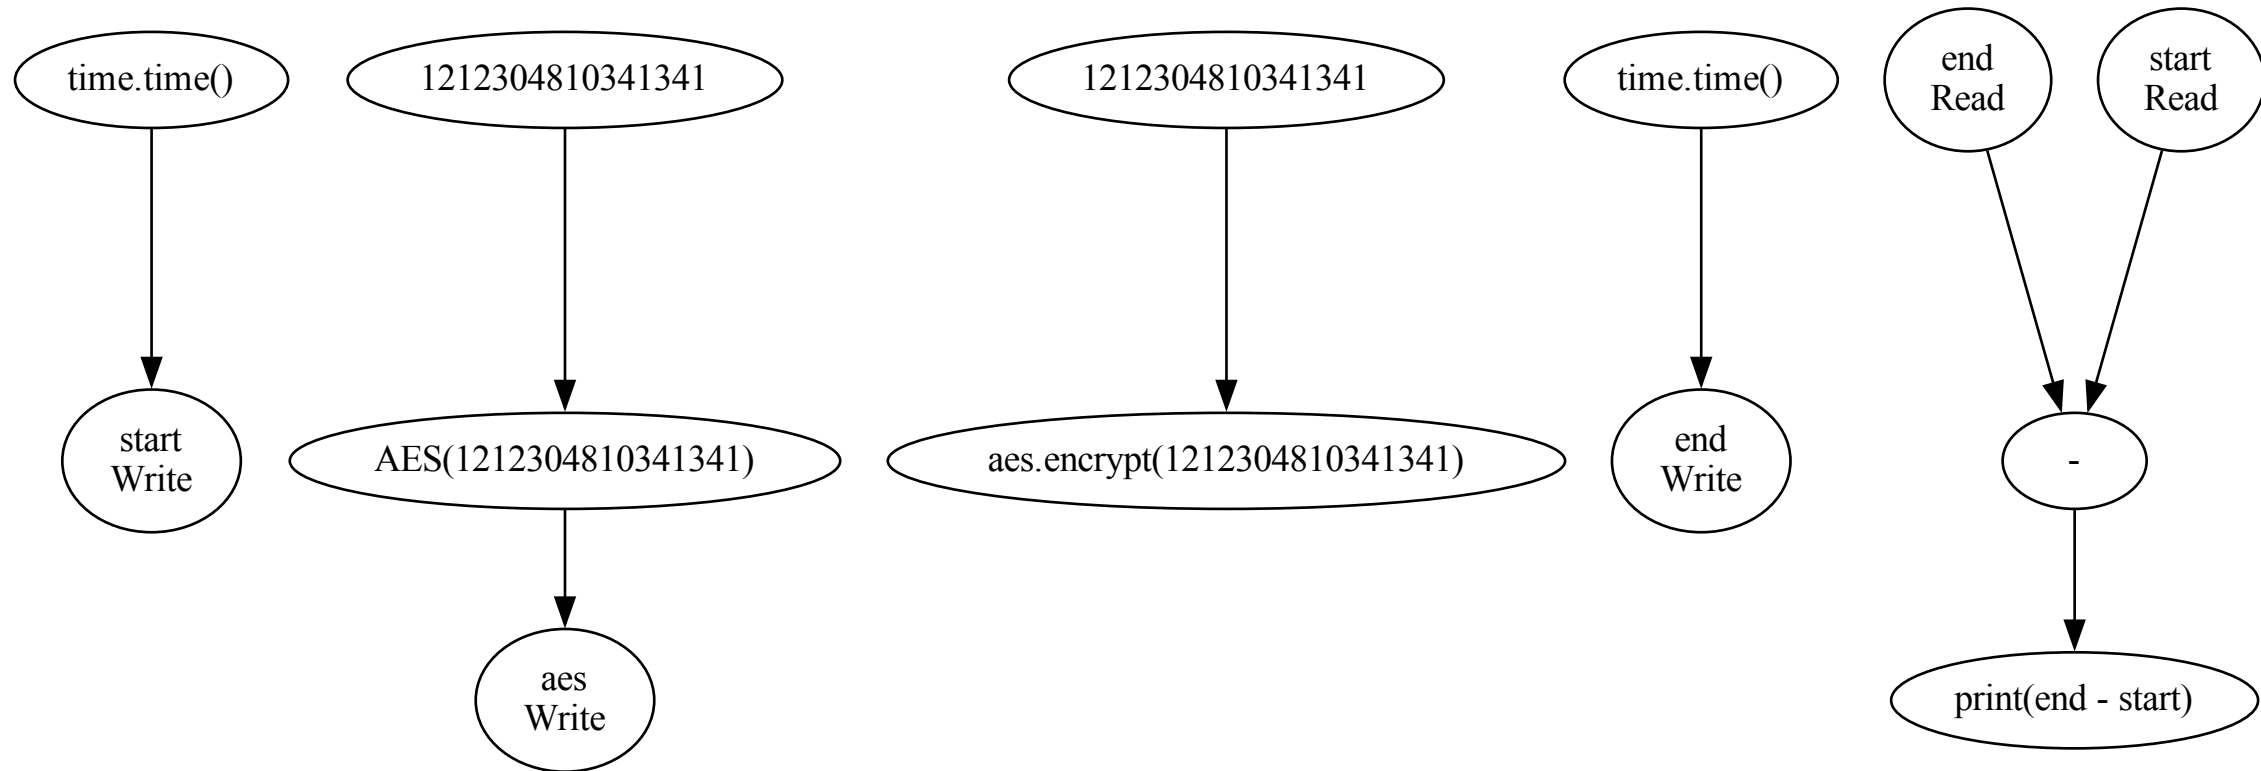 time.time()
1212304810341341
1212304810341341
time.time()
end
Read
start
Read
start
Write
AES(1212304810341341)
aes.encrypt(1212304810341341)
end
Write
-
aes
Write
print(end - start)